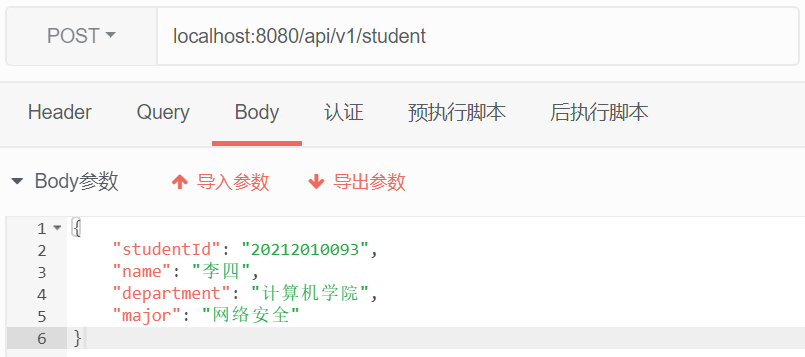 POST localhost:8080/api/v1/student
Header Query Body 认证 预执行脚本 后执行脚本
Body参数 导入参数 导出参数
1 {
2 "studentId": "20212010093",
3 "name": "李四",
4 "department": "计算机学院",
5 "major": "网络安全"
6 }